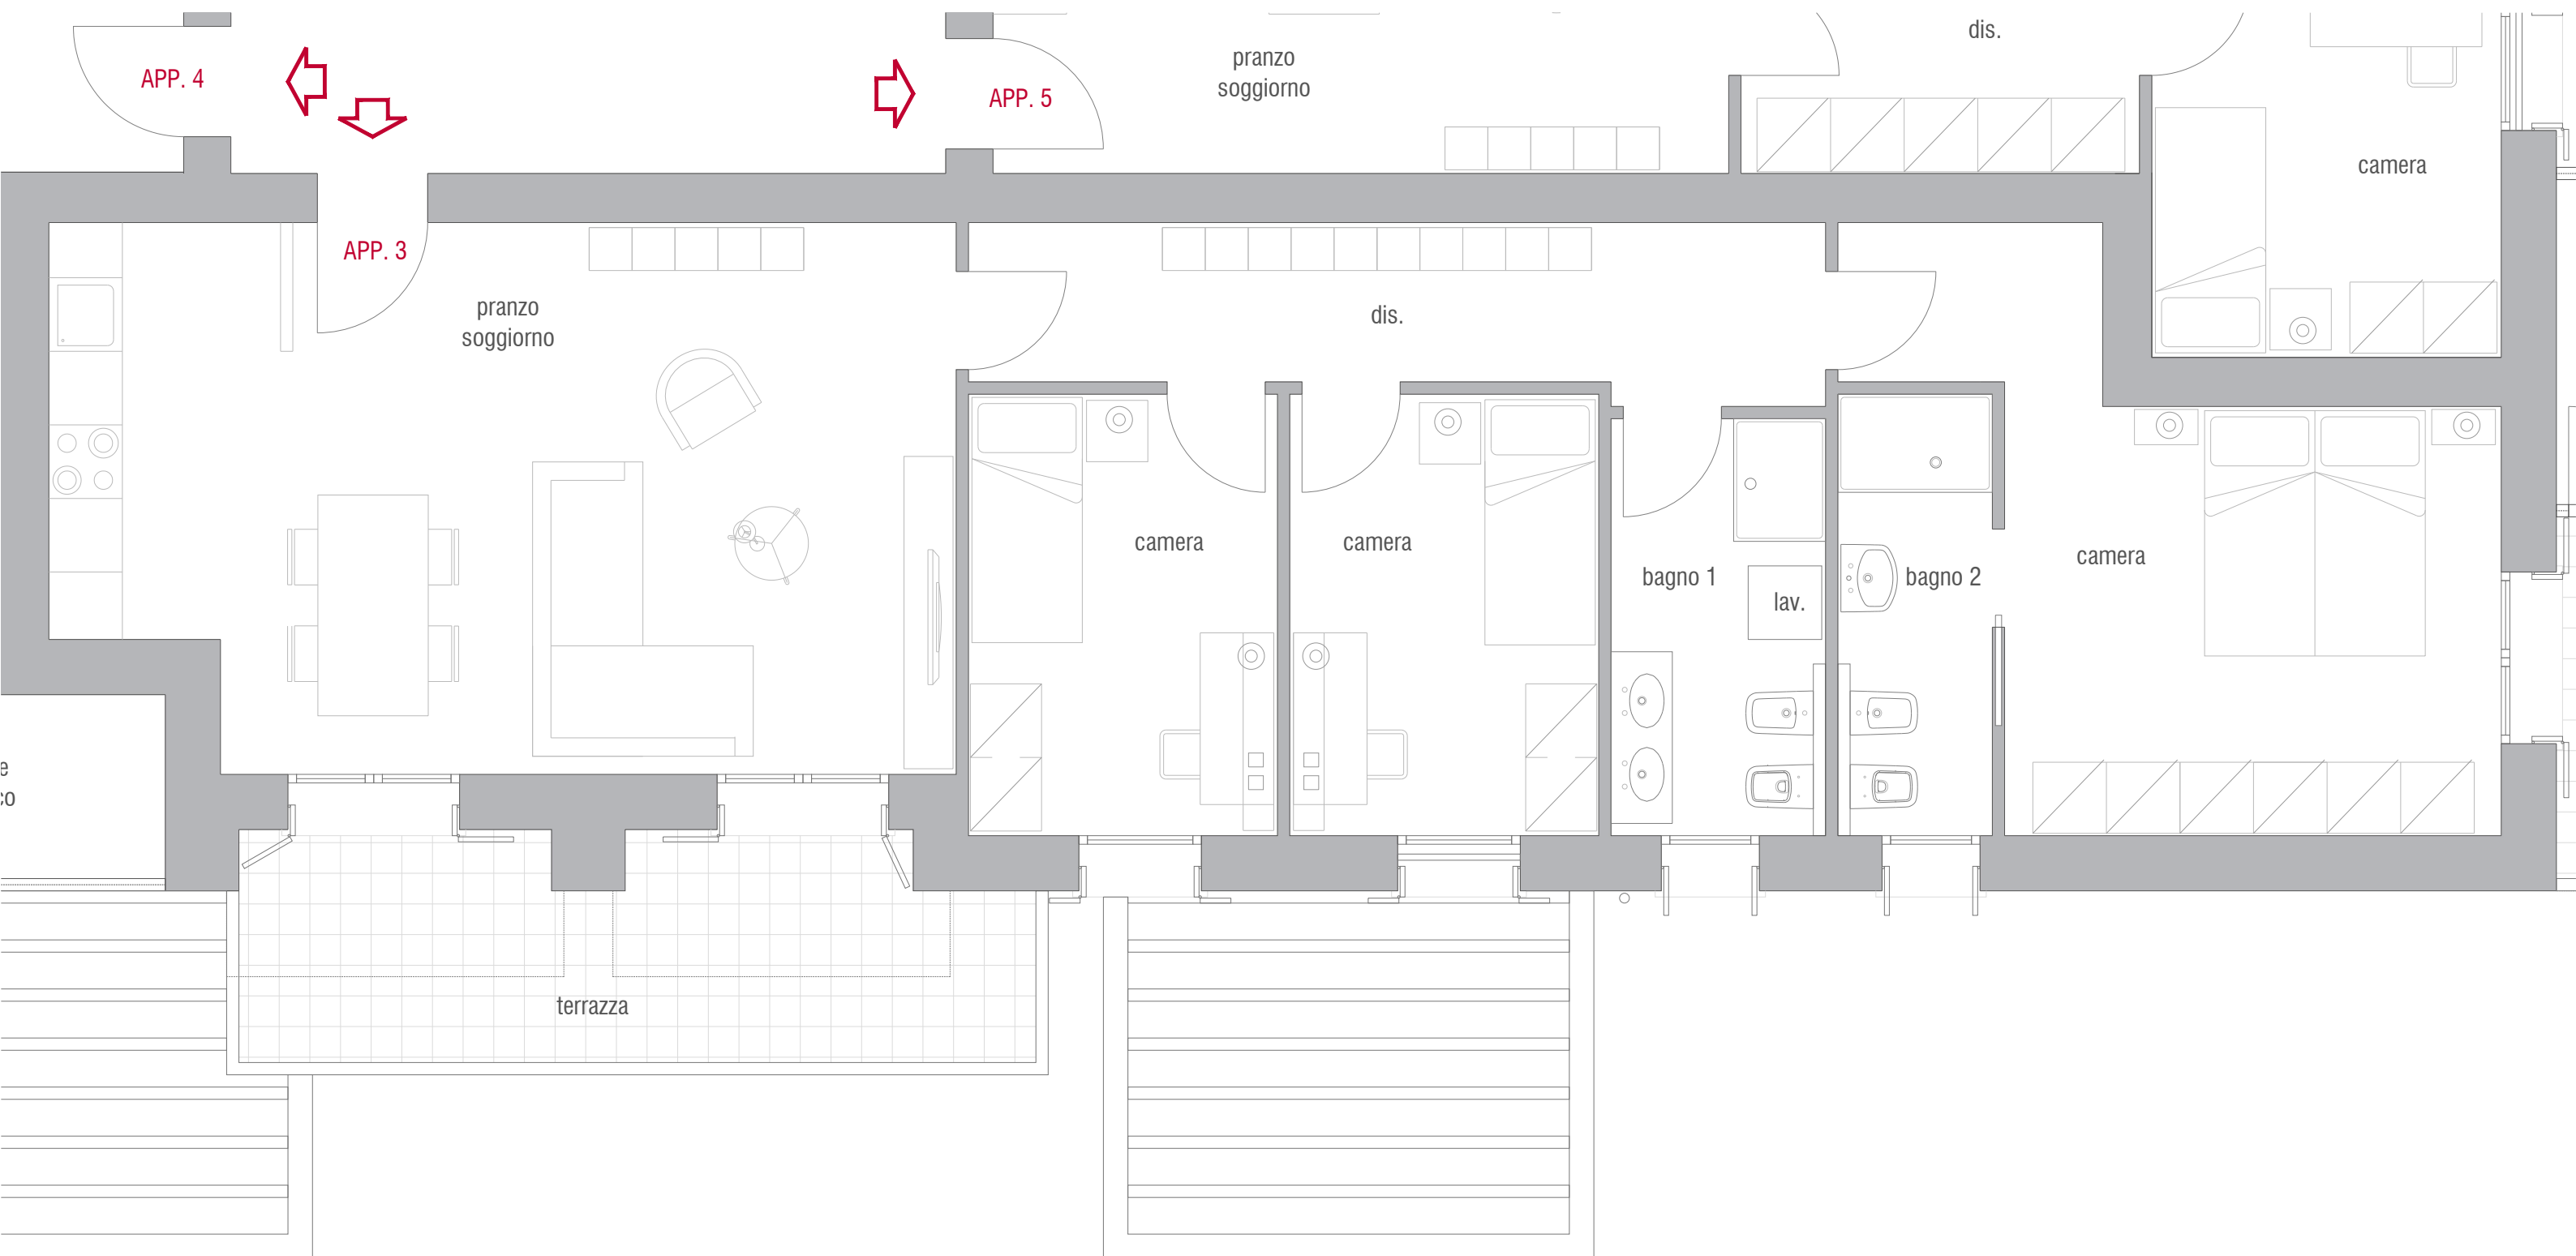 dis.
pranzo
soggiorno
APP. 4
APP. 5
camera
APP. 3
pranzo
soggiorno
dis.
camera
camera
camera
bagno 1
bagno 2
lav.
terrazza